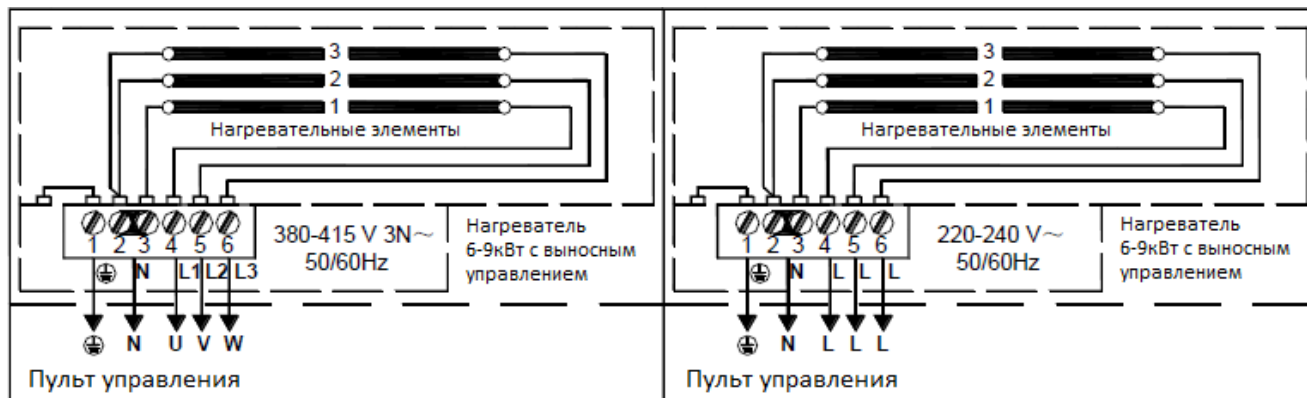 3
2
1
Нагревательные элементы
1 2 3 4 5 6
N L1 L2 L3
380-415 V 3N~
50/60Hz
Нагреватель
6-9кВт с выносным
управлением
N U V W
Пульт управления
3
2
1
Нагревательные элементы
1 2 3 4 5 6
N L L L
220-240 V~
50/60Hz
Нагреватель
6-9кВт с выносным
управлением
N L L L
Пульт управления